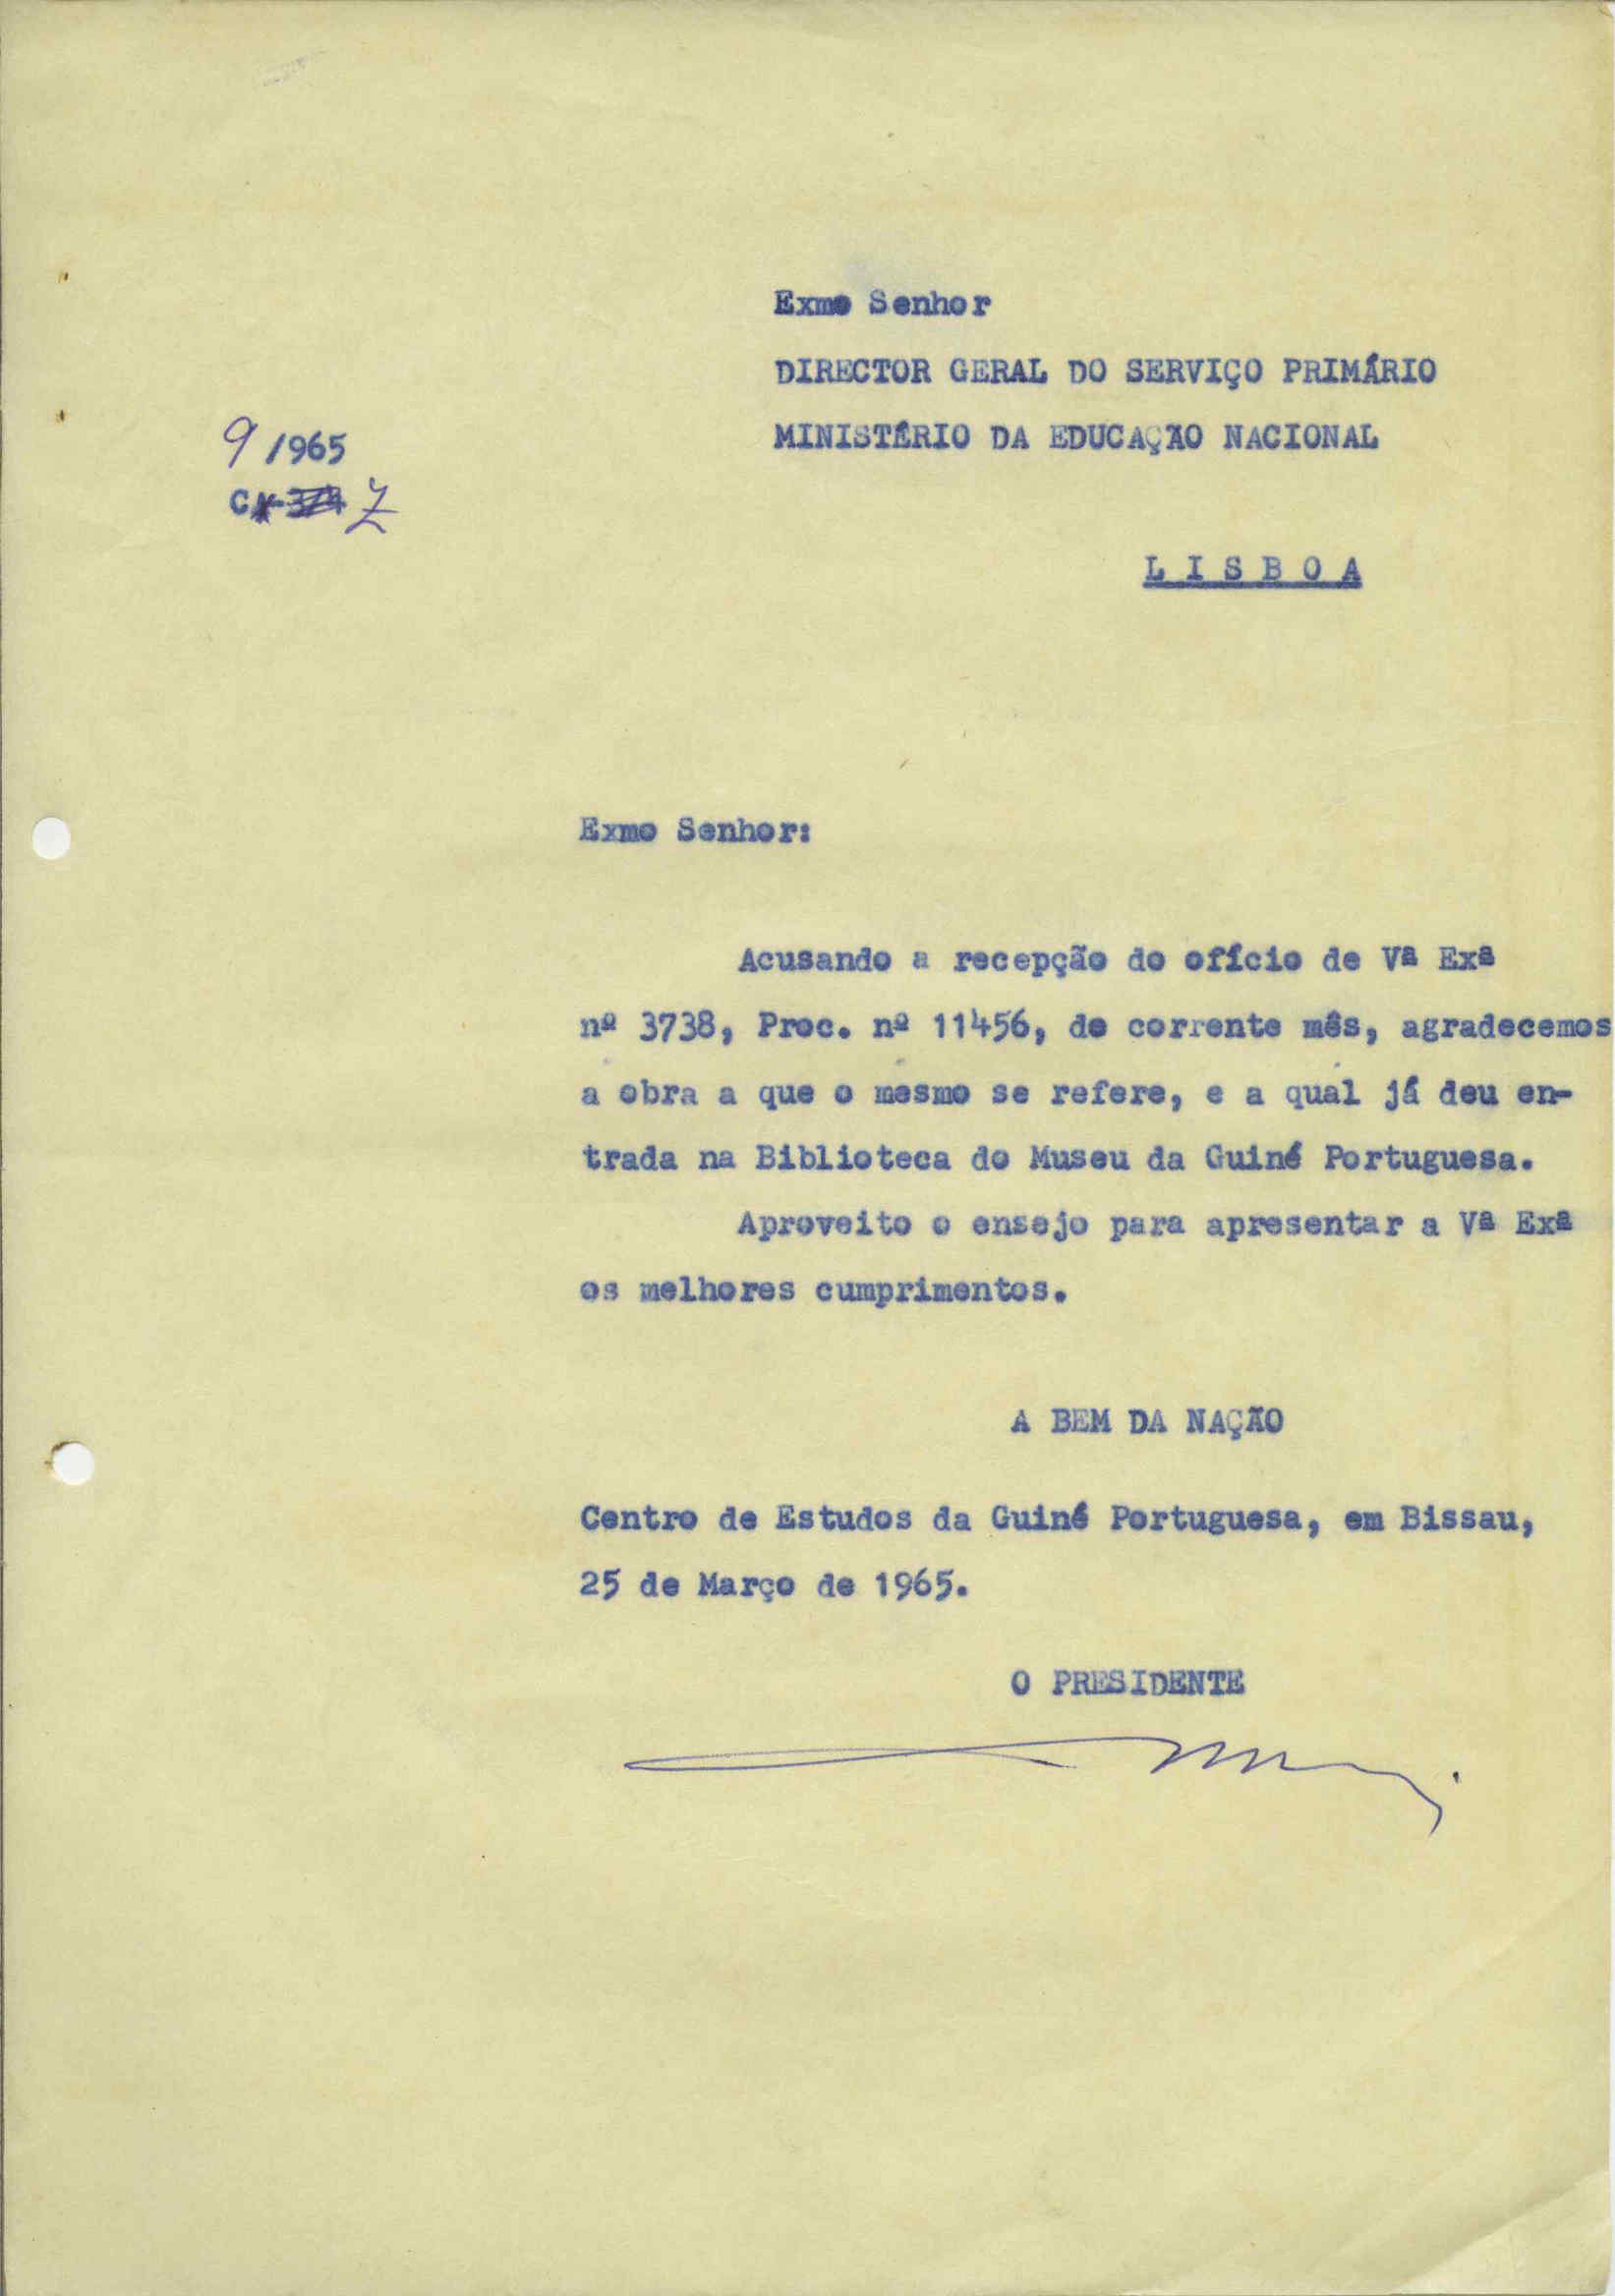 Exmo Senhor
DIRECTOR GERAL DO SERVIÇO PRIMÁRIO
MINISTÉRIO DA EDUCAÇÃO NACIONAL
9/965
C
L I S B O A
Exmo Senhor:
Acusando a recepção do ofício de Vª Exª
nº 3738, Proc. nº 11456, do corrente mês, agradecemos
a obra a que o mesmo se refere, e a qual já deu en-
trada na Biblioteca do Museu da Guiné Portuguesa.
Aproveito o ensejo para apresentar a Vª Exª
os melhores cumprimentos.
A BEM DA NAÇÃO
Centro de Estudos da Guiné Portuguesa, em Bissau,
25 de Março de 1965.
O PRESIDENTE